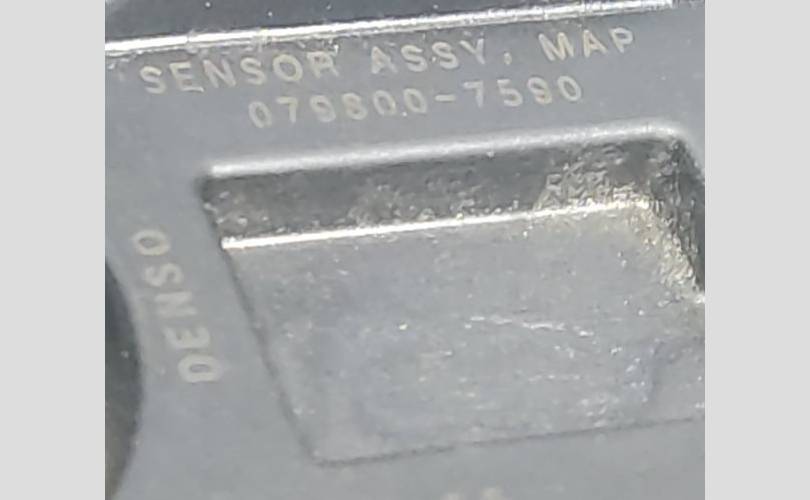 SENSOR ASSY, MAP
079800-7590
DENSO